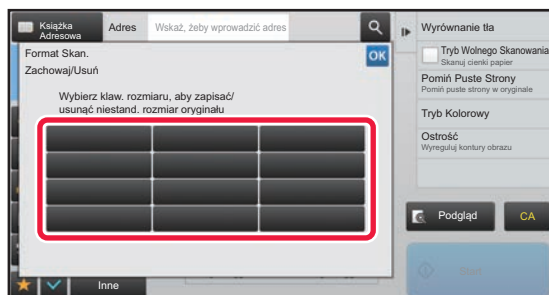 Książka
Adresowa
Adres
Wskaż, żeby wprowadzić adres
Format Skan.
OK
Zachowaj/Usuń
Wybierz klaw. rozmiaru, aby zapisać/
usunąć niestand. rozmiar oryginału
Inne
Wyrównanie tła
Tryb Wolnego Skanowania
Skanuj cienki papier
Pomiń Puste Strony
Pomiń puste strony w oryginale
Tryb Kolorowy
Ostrość
Wyreguluj kontury obrazu
Podgląd
CA
Start